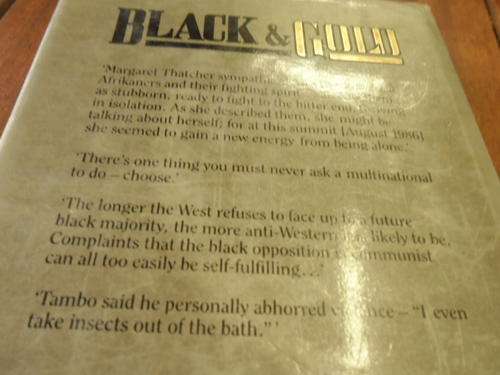 BLACK & GOLD
'Margaret Thatcher
Afrikaners and their fighting spirit
as stubborn, ready to fight to the bitter end,
in isolation. As she described them, she might be
talking about herself; for at this summit [August 1986]
she seemed to gain a new energy from being alone.'
'There's one thing you must never ask a multinational
to do – choose.'
'The longer the West refuses to face up to a future
black majority, the more anti-Western likely to be.
Complaints that the black opposition is communist
can all too easily be self-fulfilling...'
'Tambo said he personally abhorred violence – "I even
take insects out of the bath."'